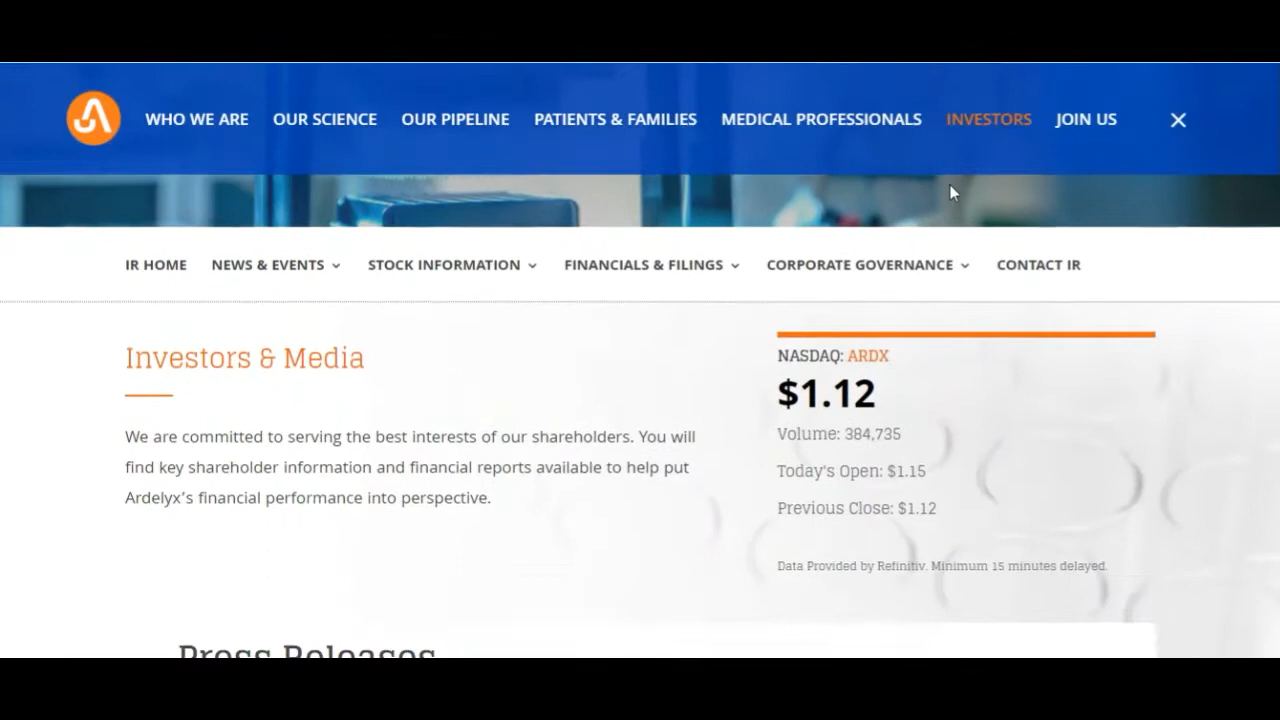 WHO WE ARE OUR SCIENCE OUR PIPELINE PATIENTS & FAMILIES MEDICAL PROFESSIONALS INVESTORS JOIN US
IR HOME NEWS & EVENTS STOCK INFORMATION FINANCIALS & FILINGS CORPORATE GOVERNANCE CONTACT IR
Investors & Media
We are committed to serving the best interests of our shareholders. You will
find key shareholder information and financial reports available to help put
Ardelyx's financial performance into perspective.
NASDAQ: ARDX
$1.12
Volume: 384,735
Today's Open: $1.15
Previous Close: $1.12
Data Provided by Refinitiv. Minimum 15 minutes delayed.
Press Releases